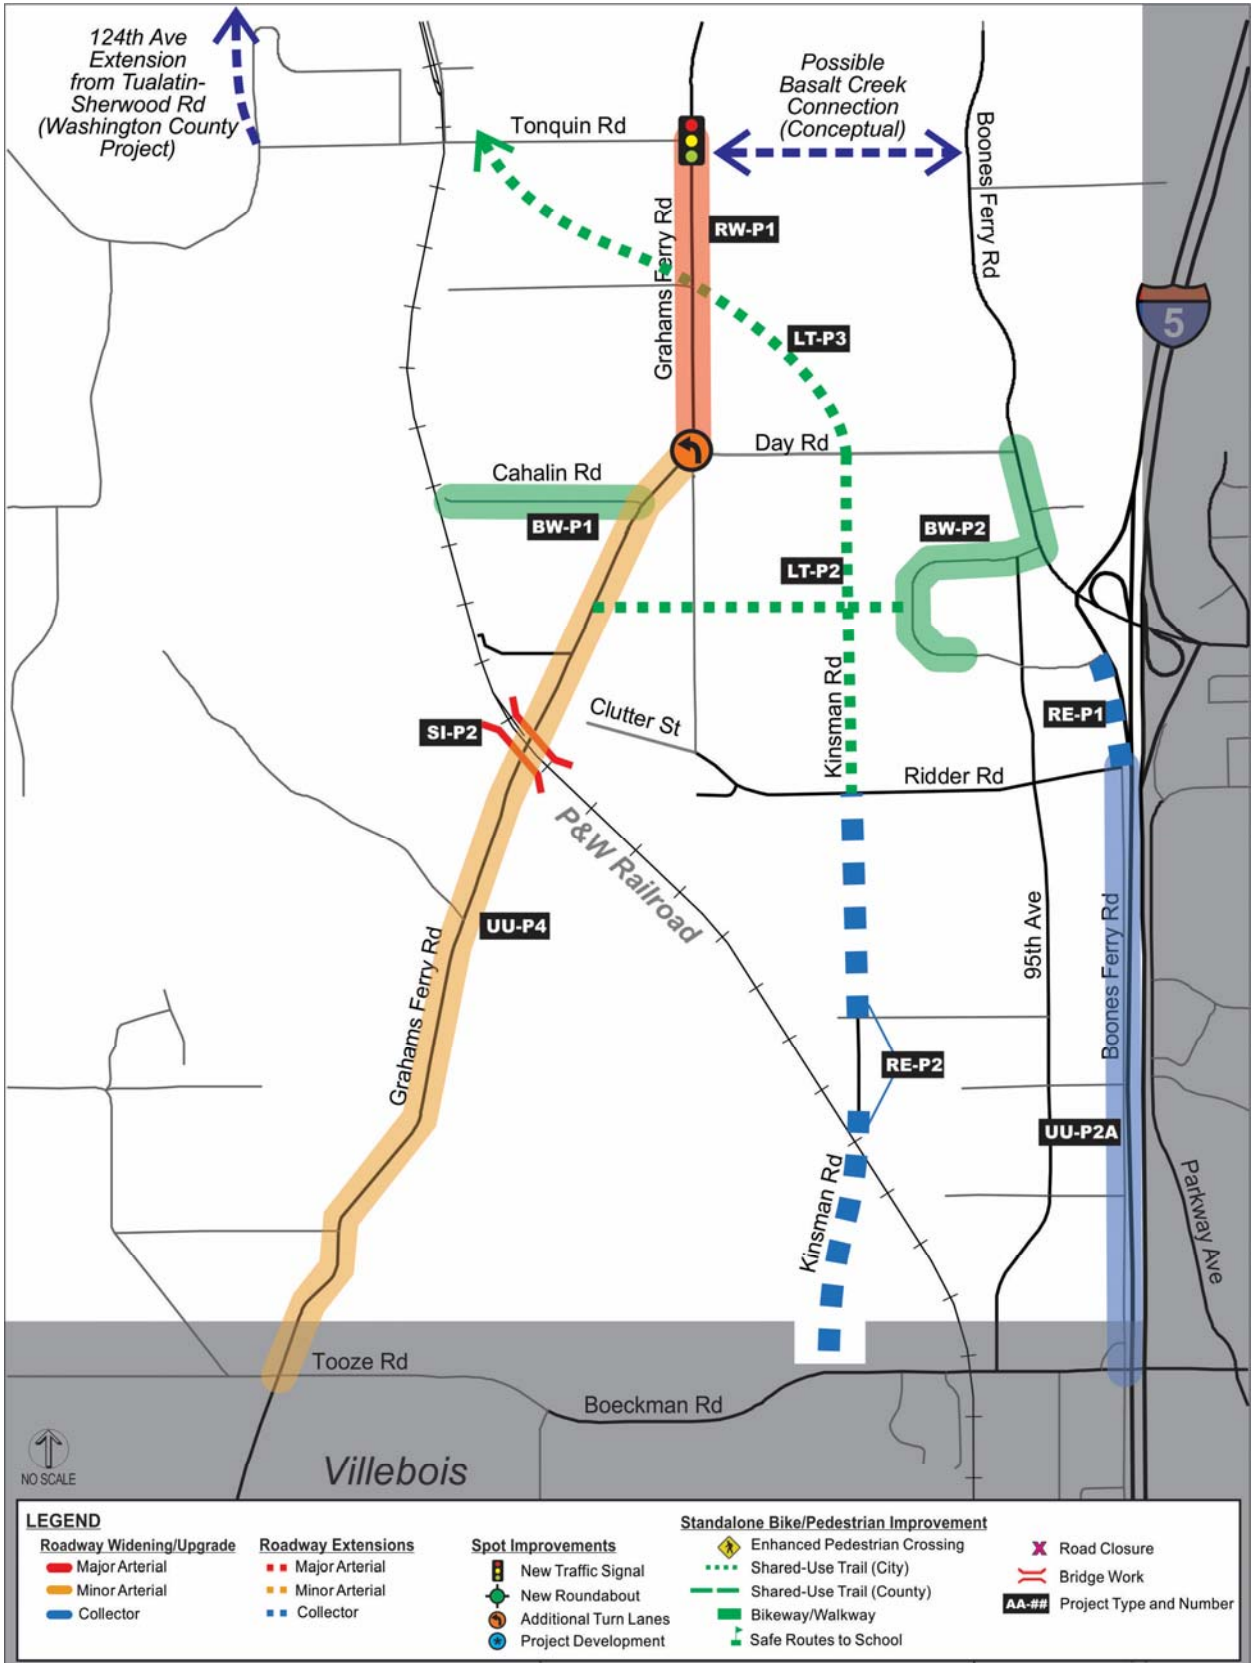 124th Ave
Extension
from Tualatin-
Sherwood Rd
(Washington County
Project)
Possible
Basalt Creek
Connection
(Conceptual)
Tonquin Rd
Boones Ferry Rd
Grahams Ferry Rd
RW-P1
5
LT-P3
Day Rd
Cahalin Rd
BW-P1
BW-P2
LT-P2
Kinsman Rd
Clutter St
SI-P2
RE-P1
Ridder Rd
P&W Railroad
UU-P4
95th Ave
Boones Ferry Rd
Grahams Ferry Rd
RE-P2
UU-P2A
Kinsman Rd
Parkway Ave
Tooze Rd
Boeckman Rd
NO SCALE
Villebois
LEGEND
Roadway Widening/Upgrade
Major Arterial
Minor Arterial
Collector
Roadway Extensions
Major Arterial
Minor Arterial
Collector
Spot Improvements
New Traffic Signal
New Roundabout
Additional Turn Lanes
Project Development
Standalone Bike/Pedestrian Improvement
Enhanced Pedestrian Crossing
Shared-Use Trail (City)
Shared-Use Trail (County)
Bikeway/Walkway
Safe Routes to School
Road Closure
Bridge Work
AA-## Project Type and Number